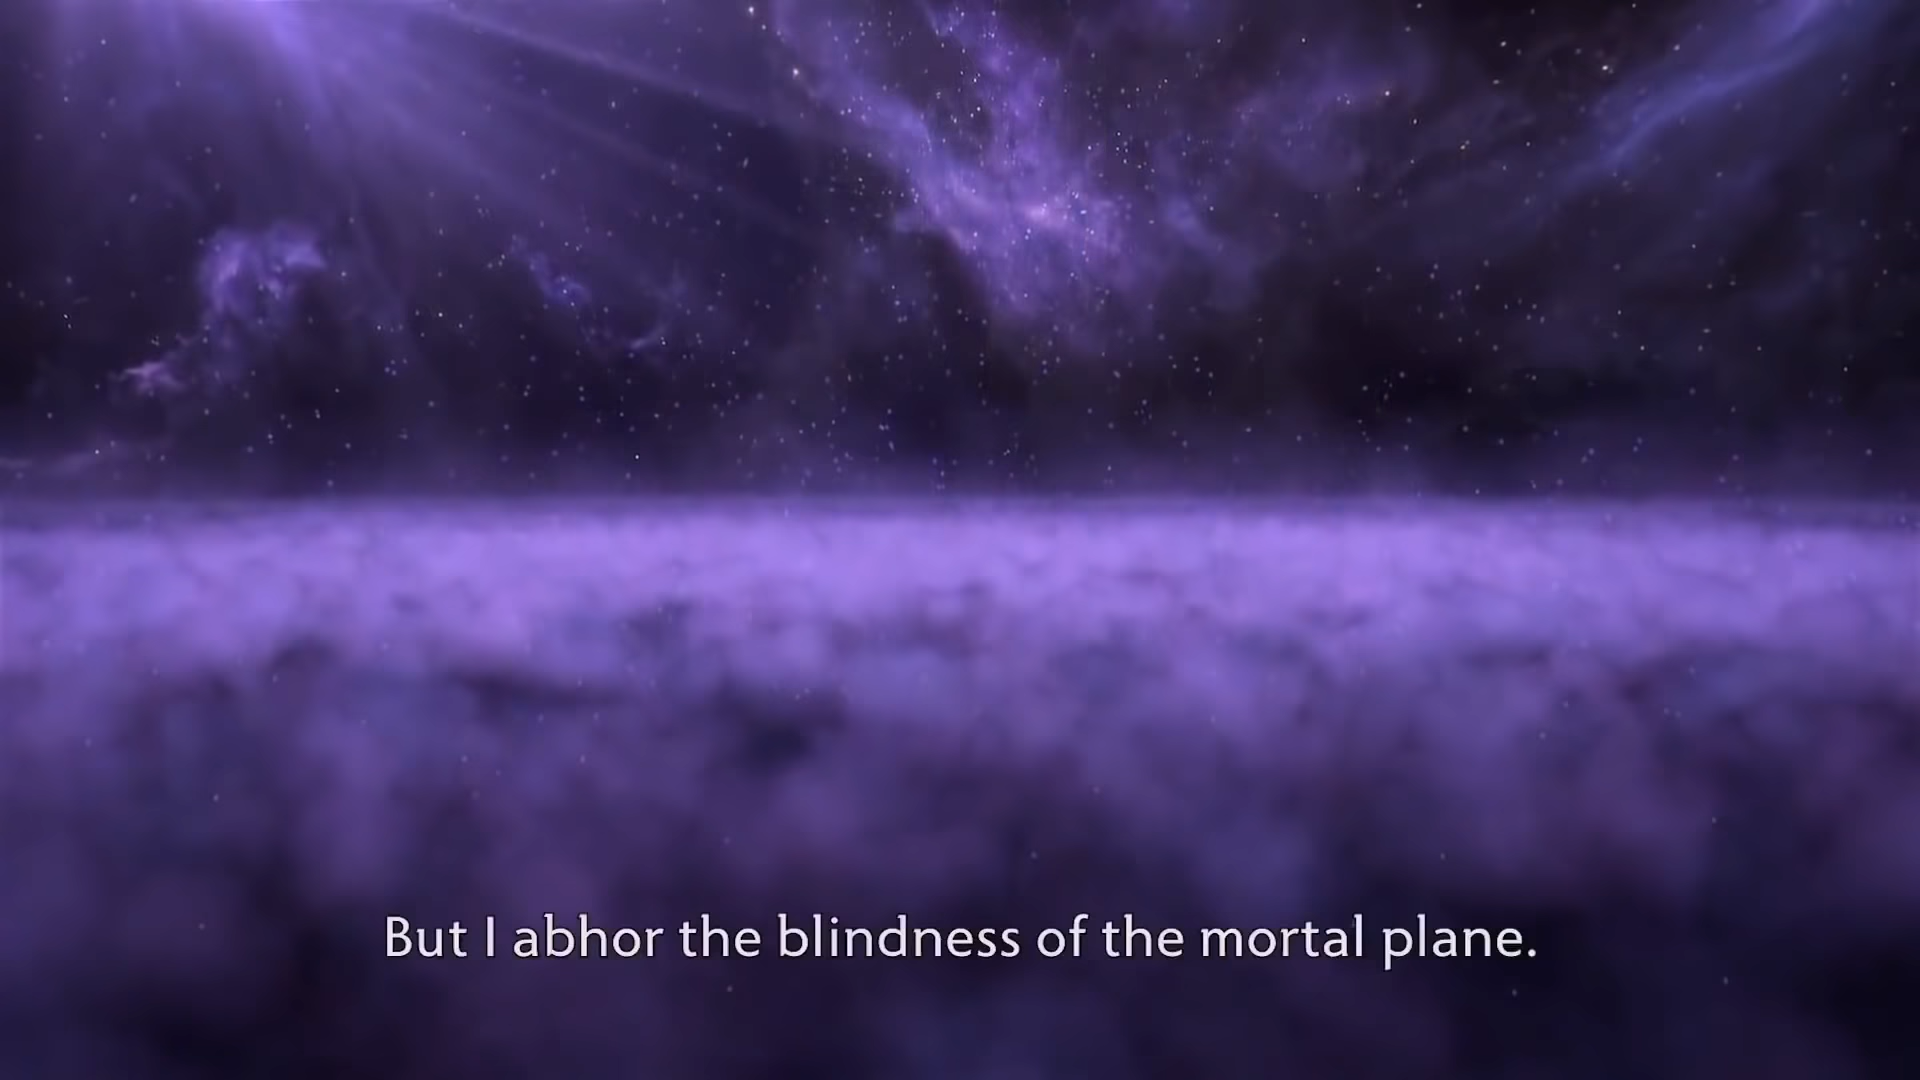 But I abhor the blindness of the mortal plane.